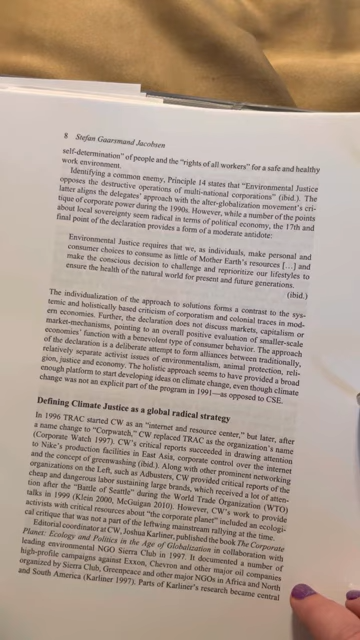 8 Stefan Gaarsmand Jacobsen
self-determination" of people and the "rights of all workers" for a safe and healthy
work environment.
Identifying a common enemy, Principle 14 states that "Environmental Justice
opposes the destructive operations of multi-national corporations" (ibid.). The
latter aligns the delegates' approach with the alter-globalization movement's cri-
tique of corporate power during the 1990s. However, while a number of the points
about local sovereignty seem radical in terms of political economy, the 17th and
final point of the declaration provides a form of a moderate antidote:
Environmental Justice requires that we, as individuals, make personal and
consumer choices to consume as little of Mother Earth's resources [...] and
make the conscious decision to challenge and reprioritize our lifestyles to
ensure the health of the natural world for present and future generations.
(ibid.)
The individualization of the approach to solutions forms a contrast to the sys-
temic and holistically based criticism of corporatism and colonial traces in mod-
ern economies. Further, the declaration does not discuss markets, capitalism or
market-mechanisms, pointing to an overall positive evaluation of smaller-scale
economies' function with a benevolent type of consumer behavior. The approach
of the declaration is a deliberate attempt to form alliances between traditionally,
relatively separate activist issues of environmentalism, animal protection, reli-
gion, justice and economy. The holistic approach seems to have provided a broad
enough platform to start developing ideas on climate change, even though climate
change was not an explicit part of the program in 1991—as opposed to CSE.
Defining Climate Justice as a global radical strategy
In 1996 TRAC started CW as an "internet and resource center," but later, after
a name change to "Corpwatch," CW replaced TRAC as the organization's name
(Corporate Watch 1997). CW's critical reports succeeded in drawing attention
to Nike's production facilities in East Asia, corporate control over the internet
and the concept of greenwashing (ibid.). Along with other prominent networking
organizations on the Left, such as Adbusters, CW provided critical reports of the
cheap and dangerous labor sustaining large brands, which received a lot of atten-
tion after the "Battle of Seattle" during the World Trade Organization (WTO)
talks in 1999 (Klein 2000, McGuigan 2010). However, CW's work to provide
activists with critical resources about "the corporate planet" included an ecologi-
cal critique that was not a part of the leftwing mainstream rallying at the time.
Editorial coordinator at CW, Joshua Karliner, published the book The Corporate
Planet: Ecology and Politics in the Age of Globalization in collaboration with
leading environmental NGO Sierra Club in 1997. It documented a number of
high-profile campaigns against Exxon, Chevron and other major oil companies
organized by Sierra Club, Greenpeace and other major NGOs in Africa and North
and South America (Karliner 1997). Parts of Karliner's research became central